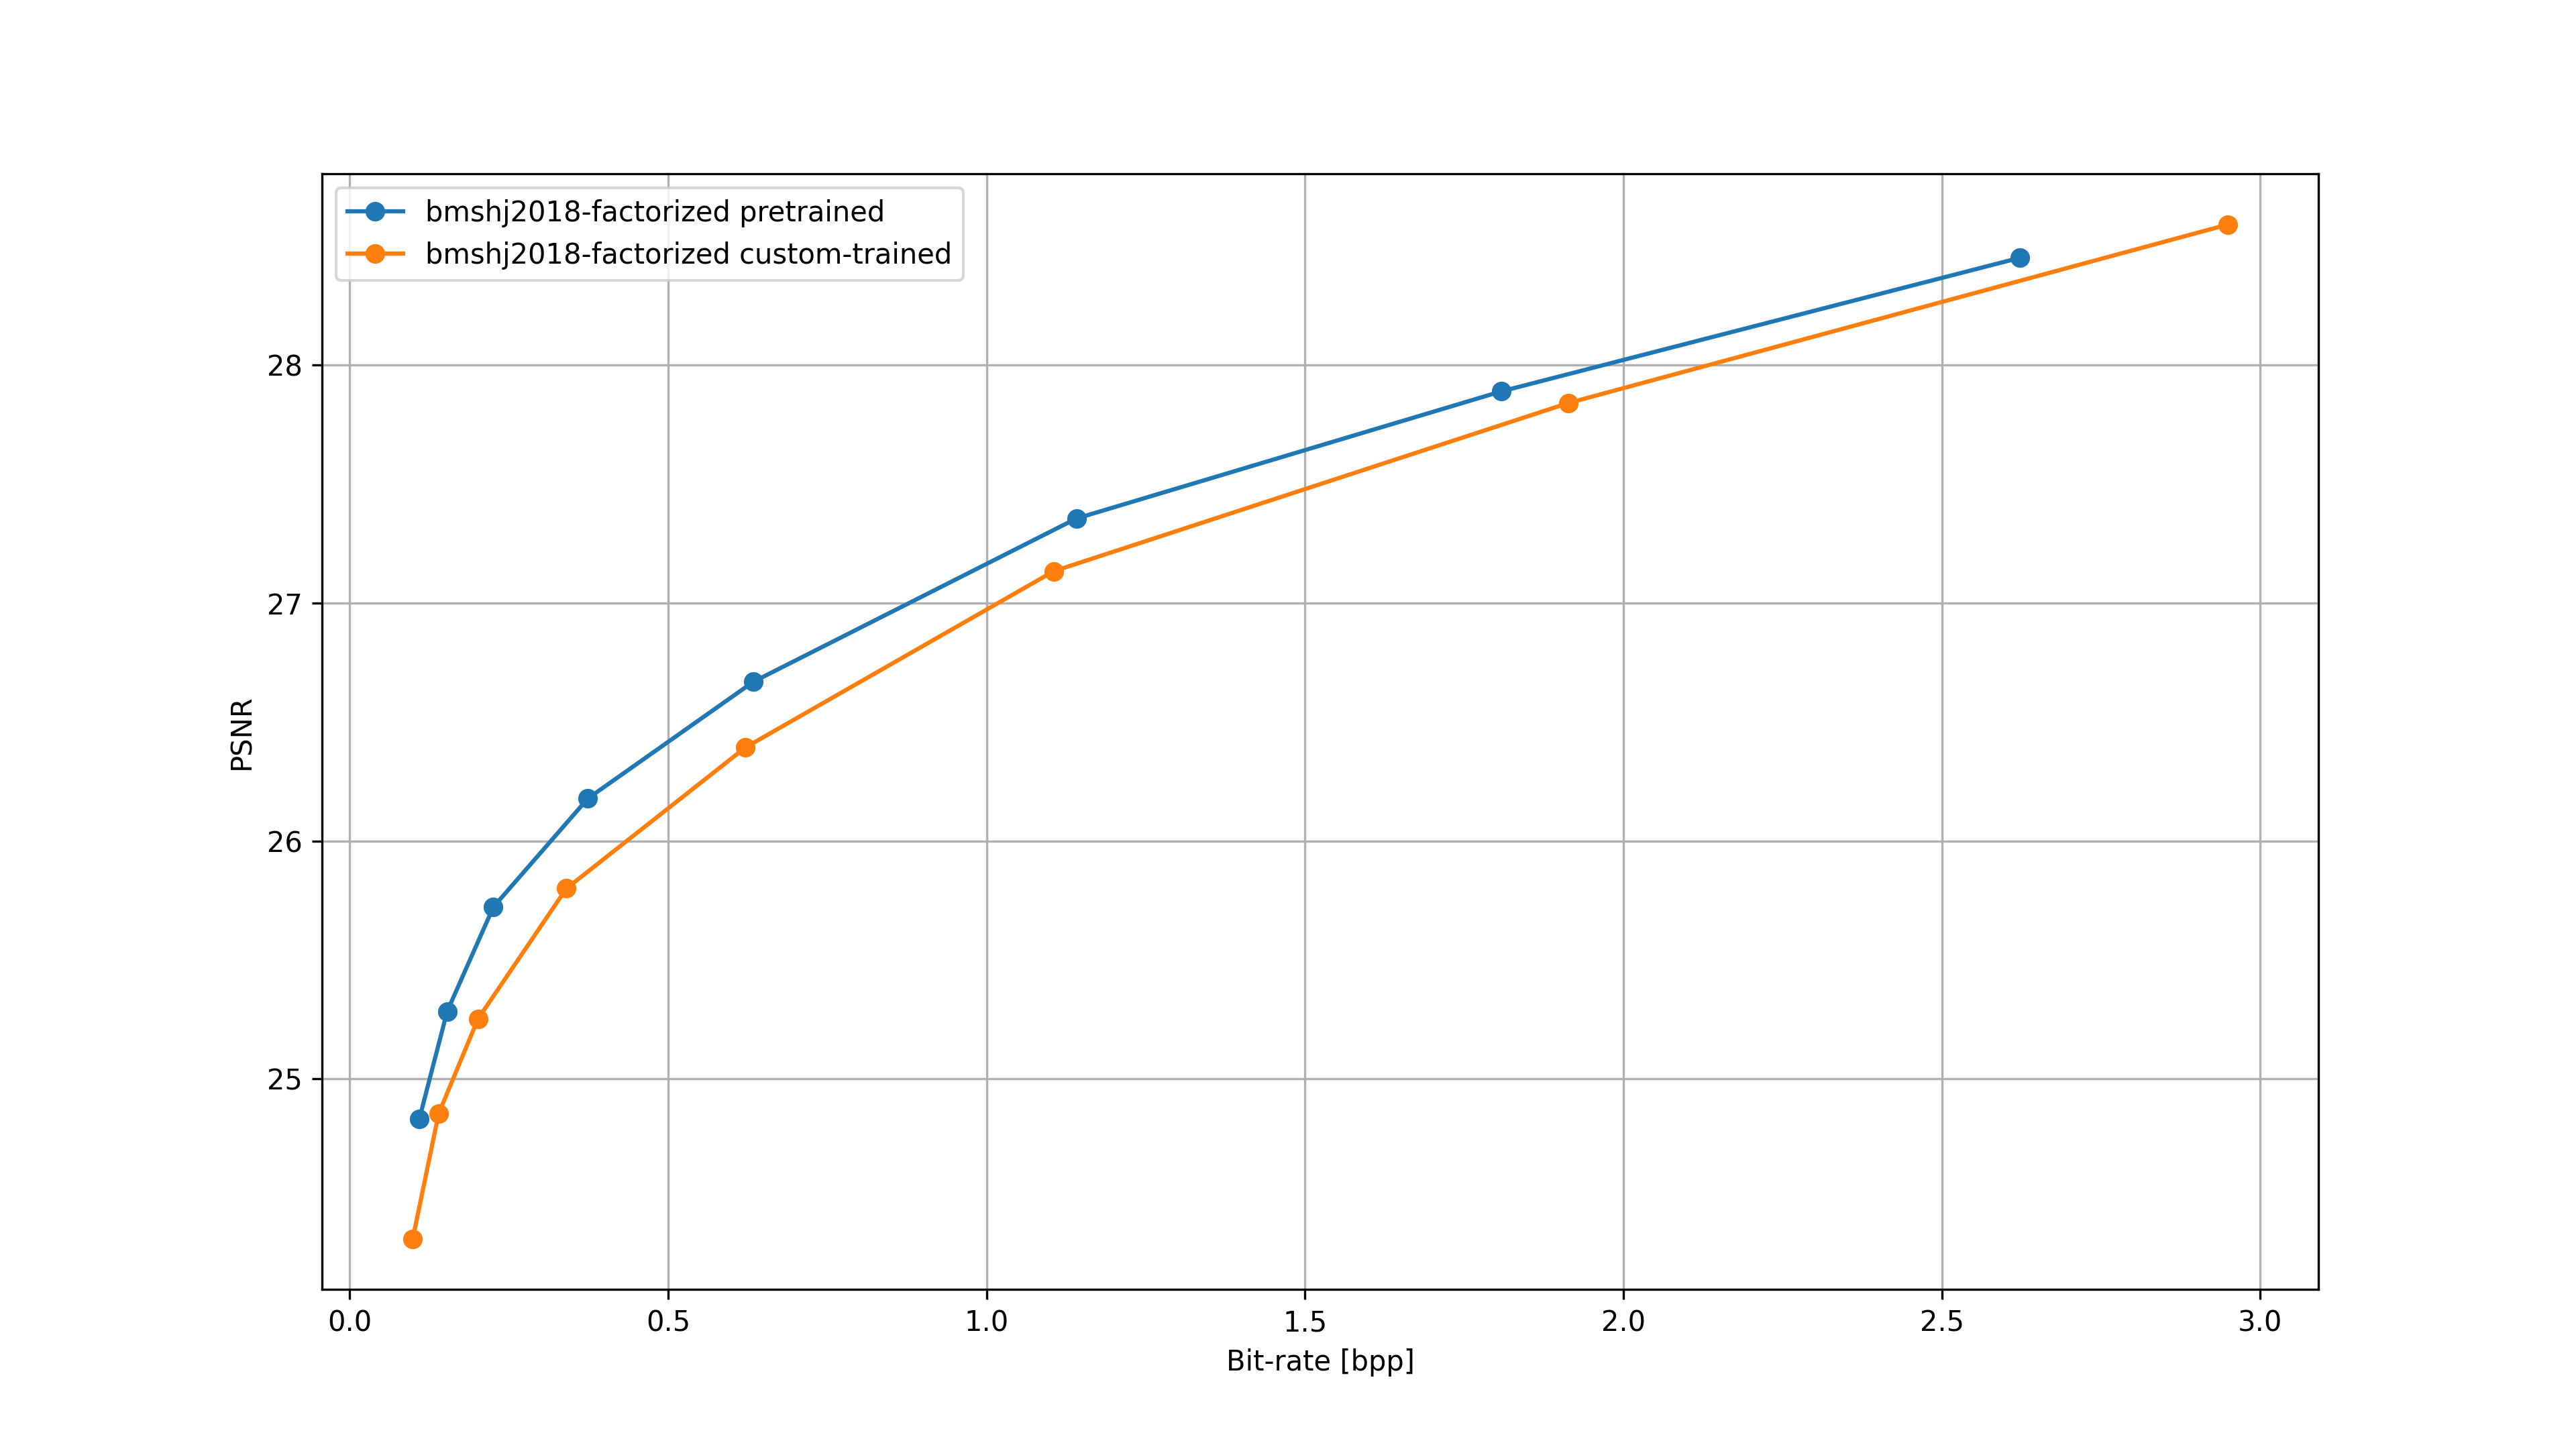 bmshj2018-factorized pretrained
bmshj2018-factorized custom-trained
28
27
26
25
PSNR
0.0 0.5 1.0 1.5 2.0 2.5 3.0
Bit-rate [bpp]